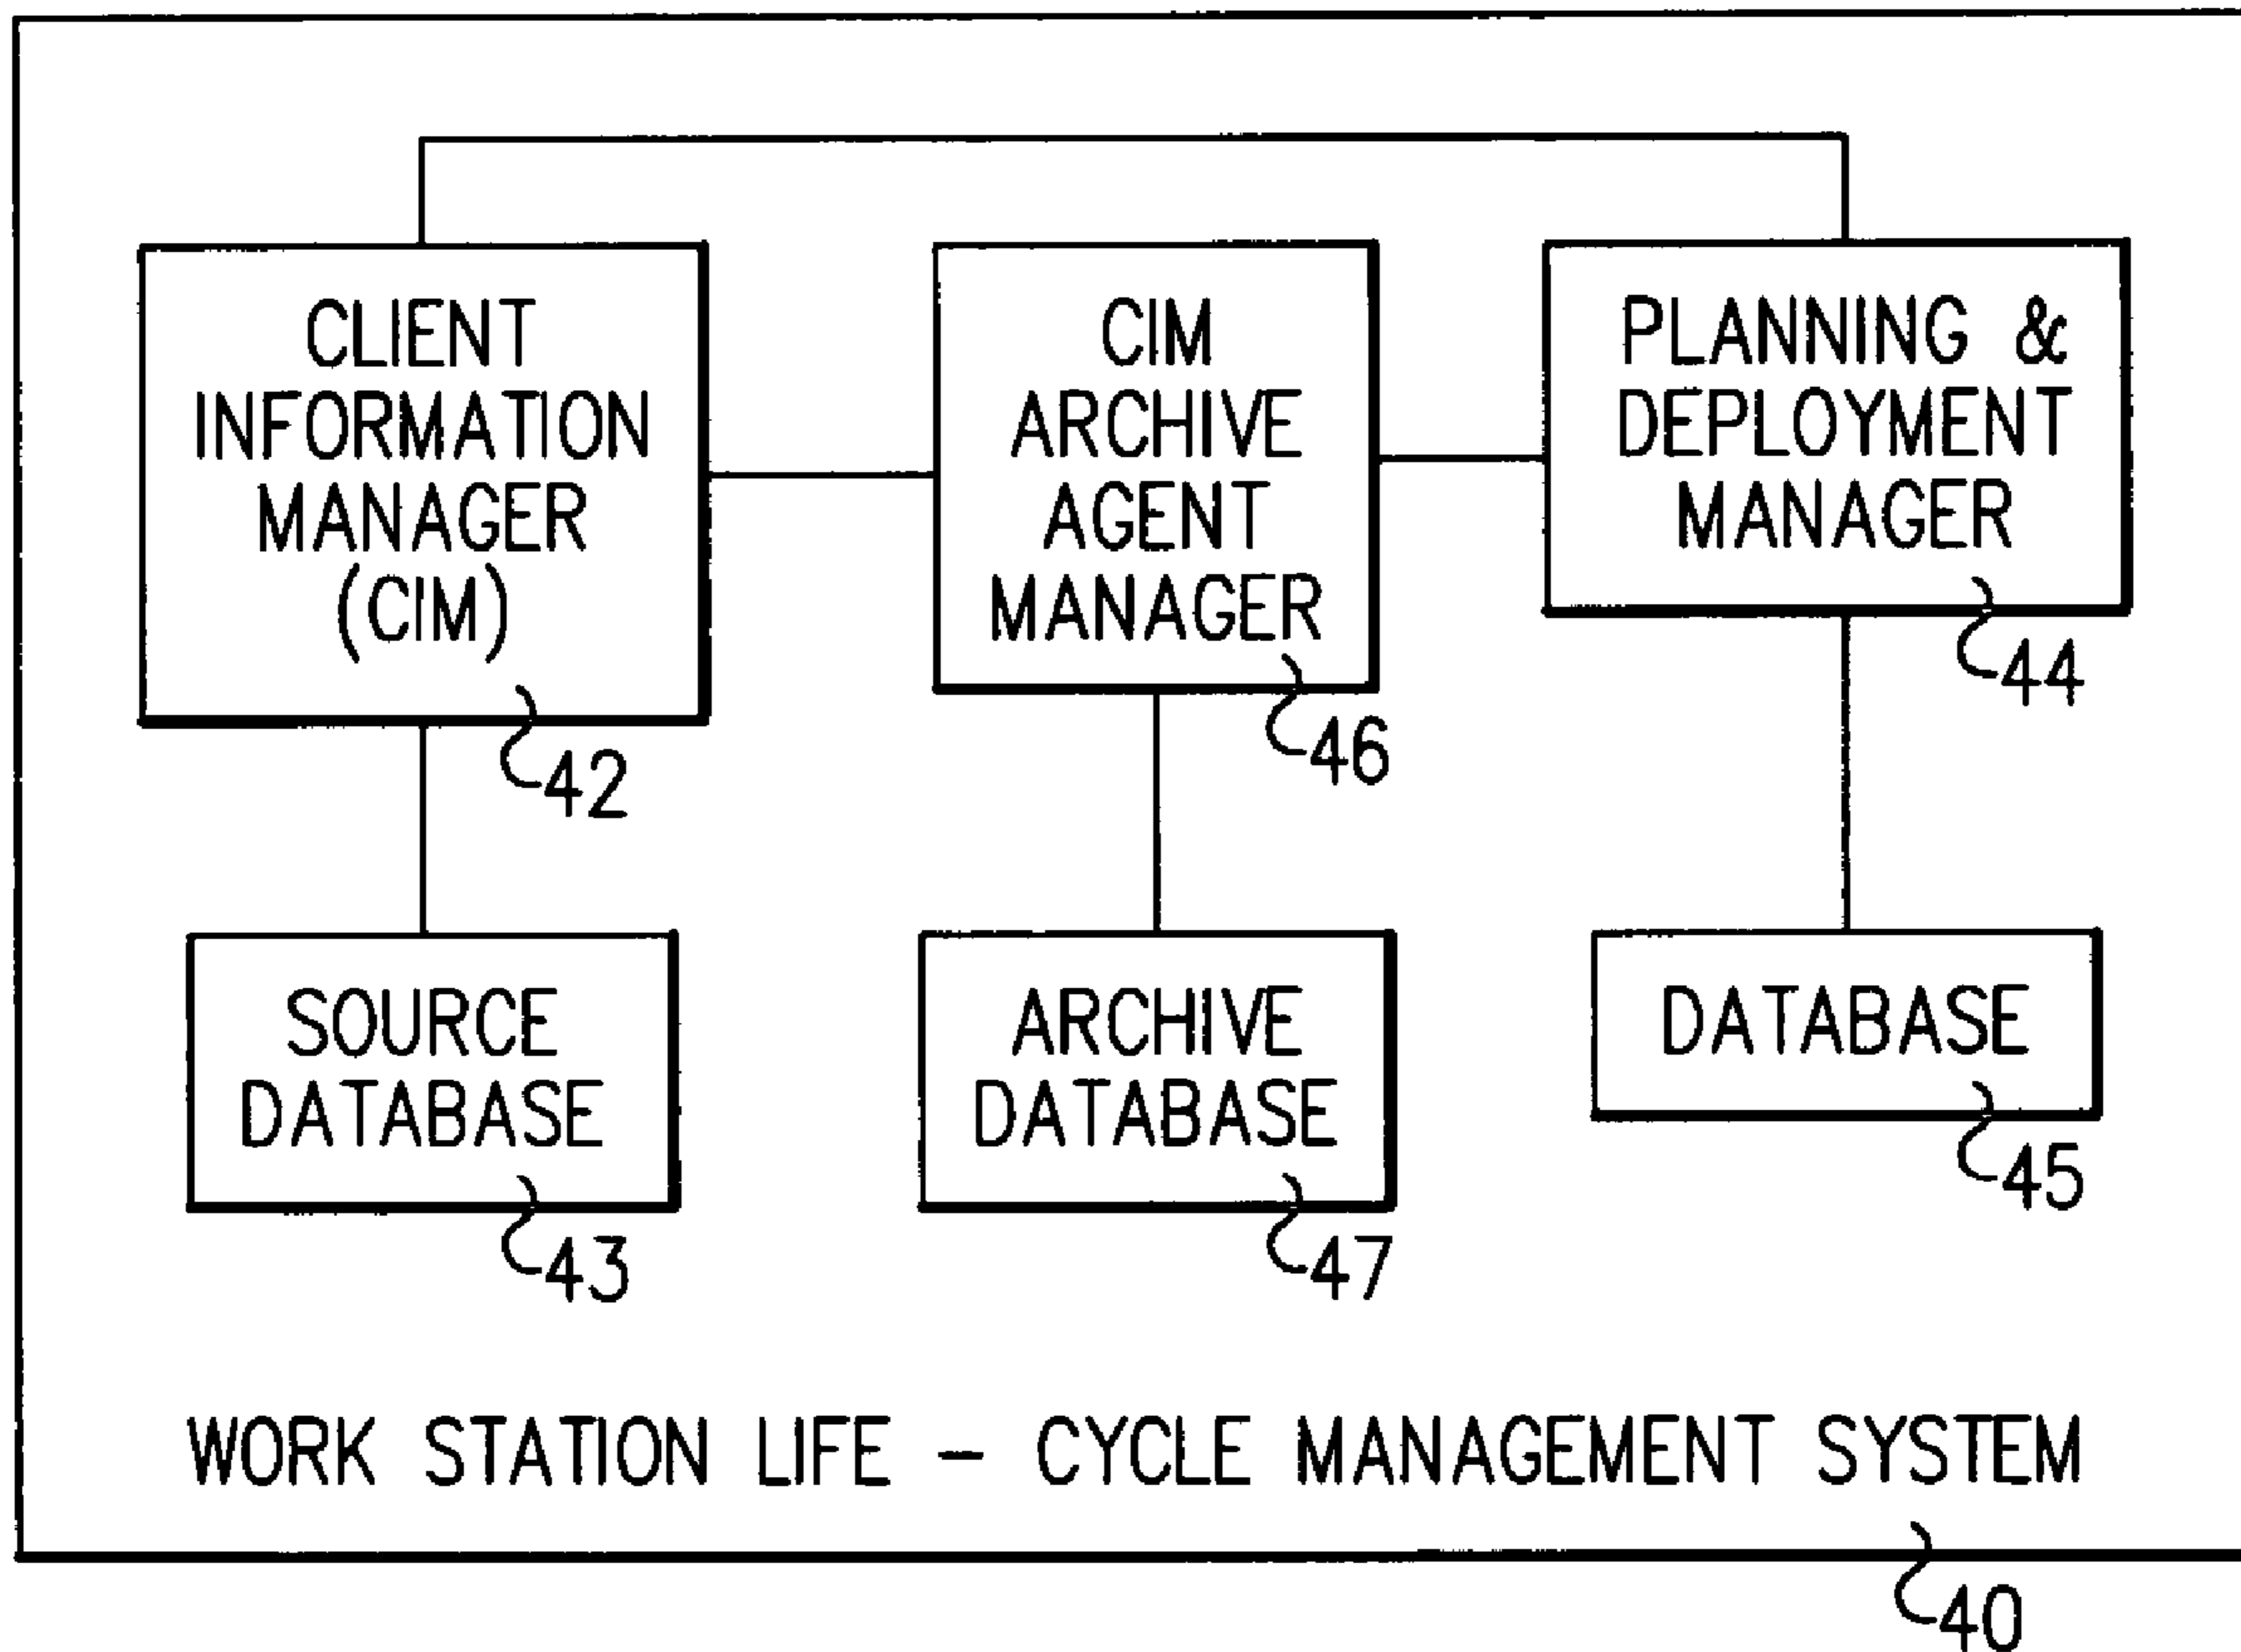 CLIENT
INFORMATION
MANAGER
(CIM)
42
CIM
ARCHIVE
AGENT
MANAGER
46
PLANNING &
DEPLOYMENT
MANAGER
44
SOURCE
DATABASE
43
ARCHIVE
DATABASE
47
DATABASE
45
WORK STATION LIFE – CYCLE MANAGEMENT SYSTEM
40